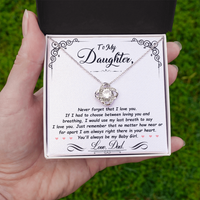 To My
Daughter,
Never forget that I love you.
If I had to choose between loving you and
breathing, I would use my last breath to say
I love you. Just remember that no matter how near or
far apart I am always right there in your heart.
You'll always be my Baby Girl.
Love, Dad